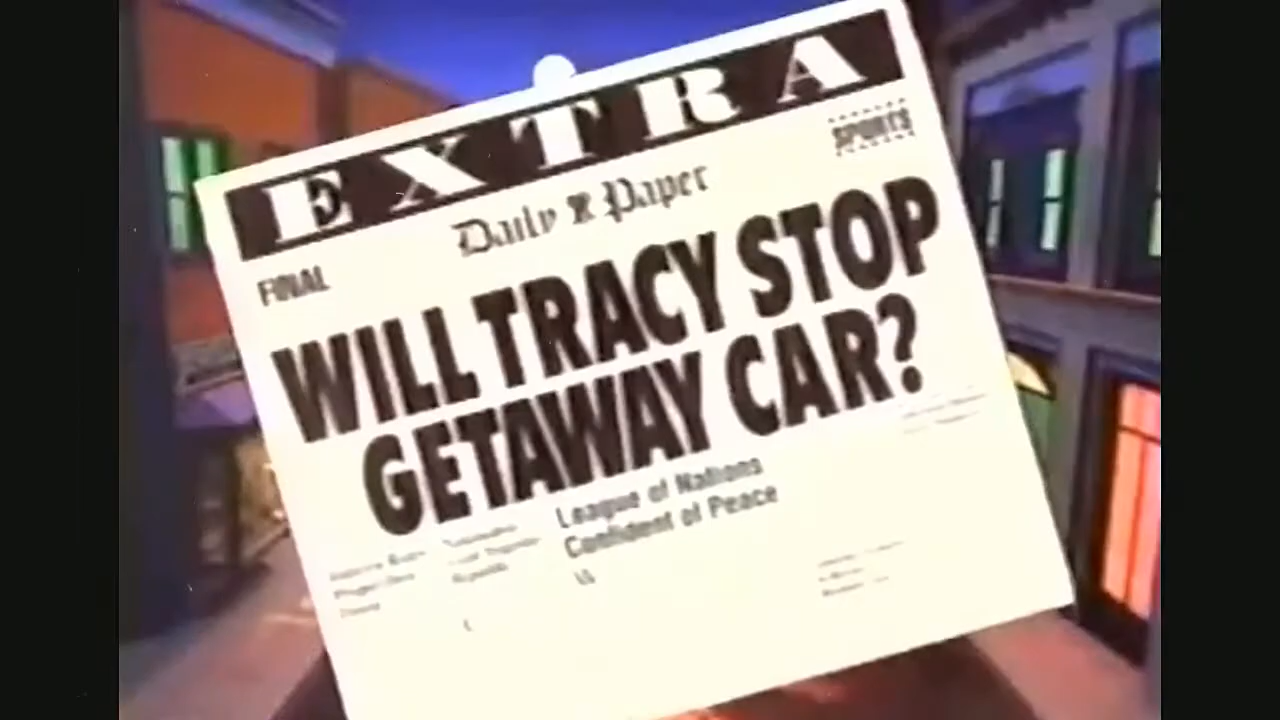 EXTRA
SPORTS
Daily Paper
FINAL
WILL TRACY STOP
GETAWAY CAR?
League of Nations
Confident of Peace